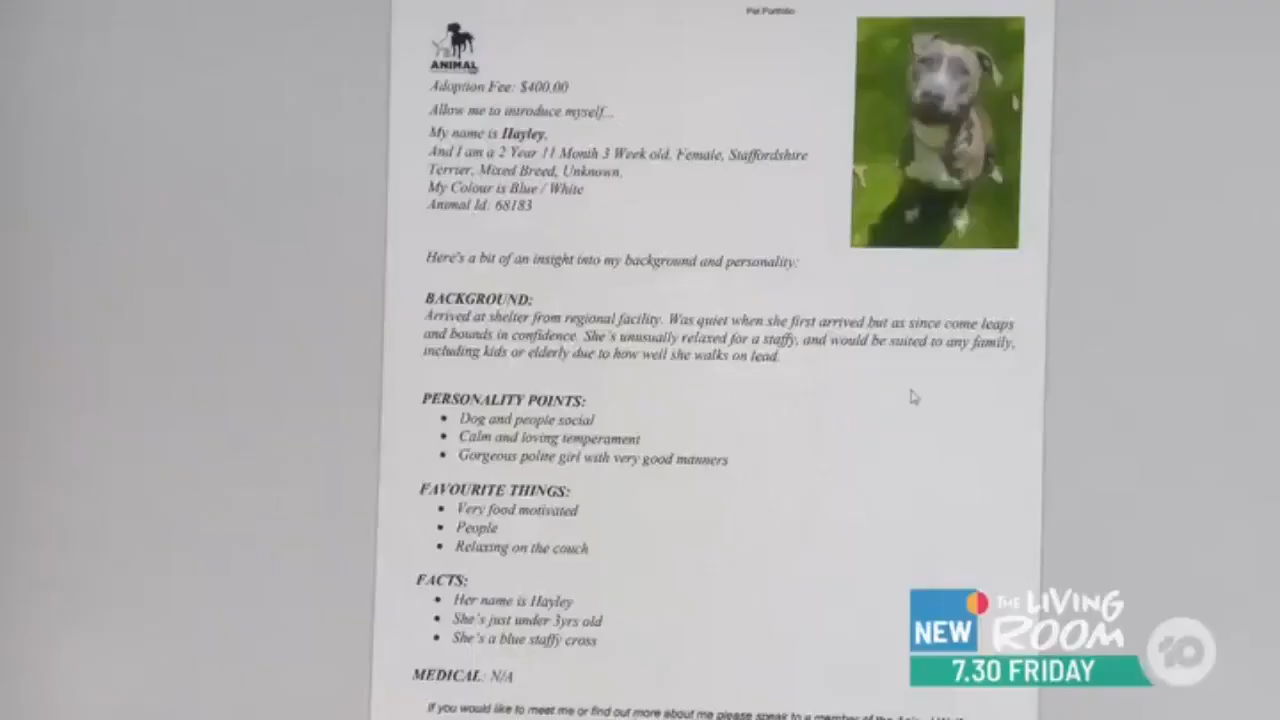 Pet Portfolio
ANIMAL
Adoption Fee: $400.00
Allow me to introduce myself...
My name is Hayley,
And I am a 2 Year 11 Month 3 Week old, Female, Staffordshire
Terrier, Mixed Breed, Unknown,
My Colour is Blue / White
Animal Id: 68183
Here's a bit of an insight into my background and personality:
BACKGROUND:
Arrived at shelter from regional facility. Was quiet when she first arrived but as since come leaps
and bounds in confidence. She's unusually relaxed for a staffy, and would be suited to any family,
including kids or elderly due to how well she walks on lead.
PERSONALITY POINTS:
• Dog and people social
• Calm and loving temperament
• Gorgeous polite girl with very good manners
FAVOURITE THINGS:
• Very food motivated
• People
• Relaxing on the couch
FACTS:
• Her name is Hayley
• She's just under 3yrs old
• She's a blue staffy cross
MEDICAL: N/A
If you would like to meet me or find out more about me please speak to a member of the
NEW
THE LIVING ROOM
7.30 FRIDAY
10